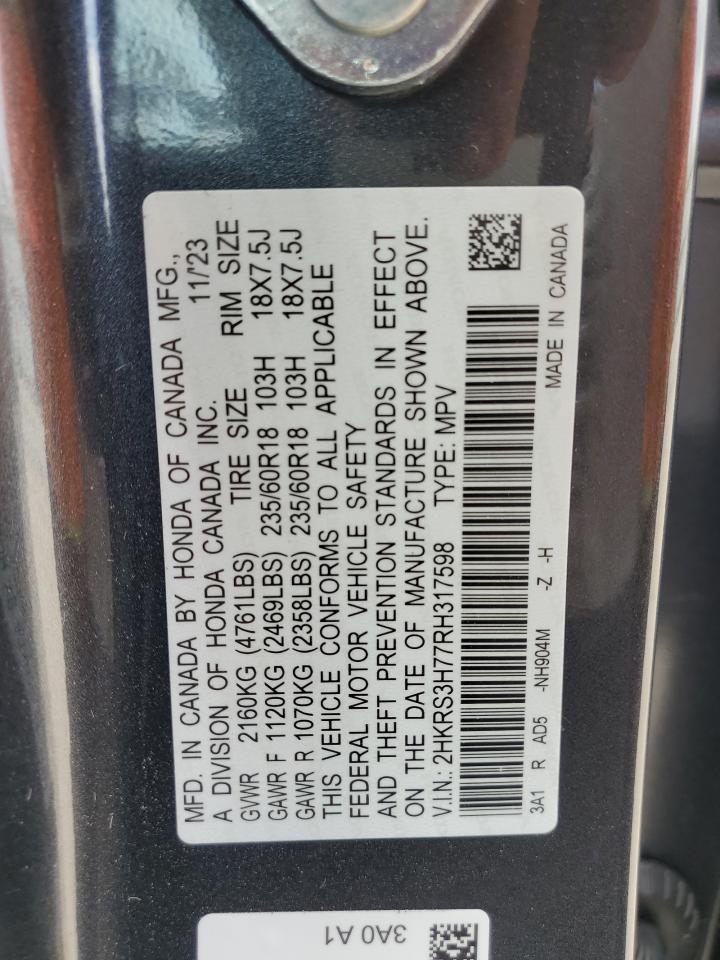 MFD. IN CANADA BY HONDA OF CANADA MFG.,
A DIVISION OF HONDA CANADA INC. 11/'23
GVWR 2160KG (4761LBS) TIRE SIZE RIM SIZE
GAWR F 1120KG (2469LBS) 235/60R18 103H 18X7.5J
GAWR R 1070KG (2358LBS) 235/60R18 103H 18X7.5J
THIS VEHICLE CONFORMS TO ALL APPLICABLE
FEDERAL MOTOR VEHICLE SAFETY
AND THEFT PREVENTION STANDARDS IN EFFECT
ON THE DATE OF MANUFACTURE SHOWN ABOVE.
V.I.N.: 2HKRS3H77RH317598 TYPE: MPV
3A1 R AD5 -NH904M -Z -H MADE IN CANADA
3A0 A1